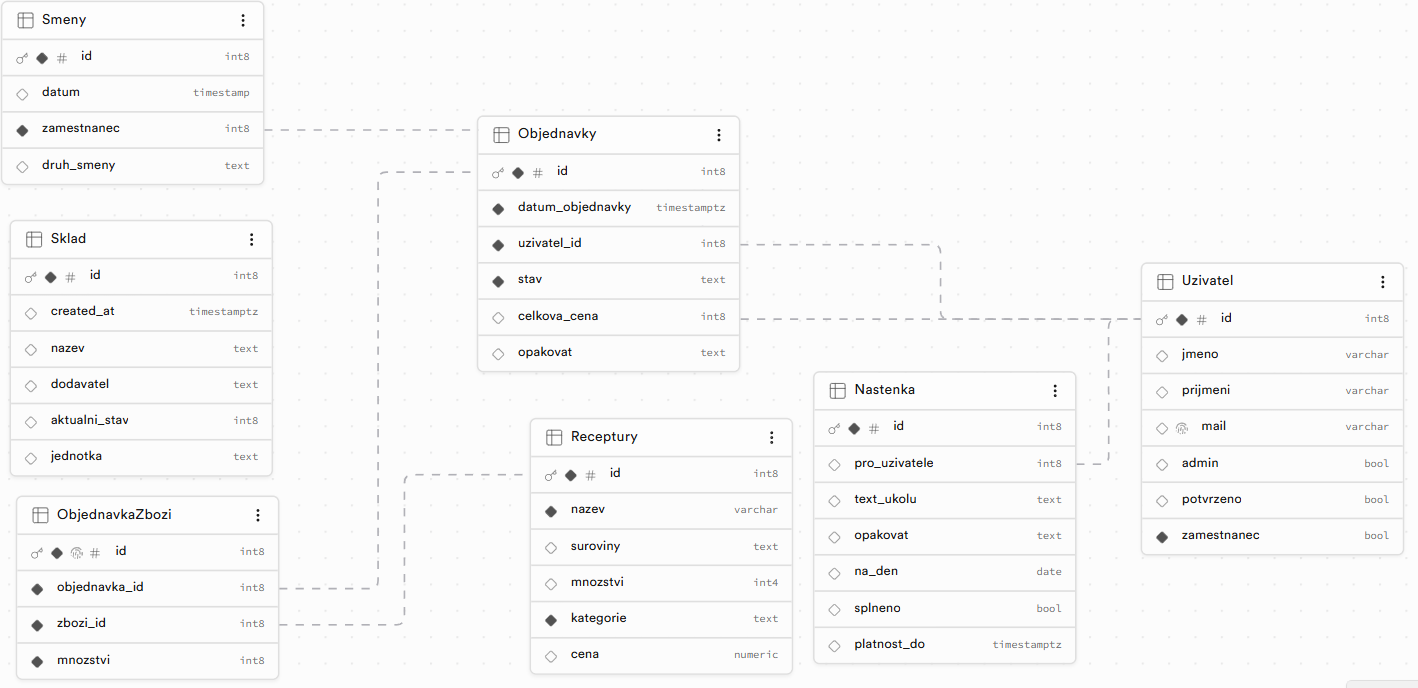 Smeny
id int8
datum timestamp
zamestnanec int8
druh_smeny text
Sklad
id int8
created_at timestamptz
nazev text
dodavatel text
aktualni_stav int8
jednotka text
ObjednavkaZbozi
id int8
objednavka_id int8
zbozi_id int8
mnozstvi int8
Objednavky
id int8
datum_objednavky timestamptz
uzivatel_id int8
stav text
celkova_cena int8
opakovat text
Receptury
id int8
nazev varchar
suroviny text
mnozstvi int4
kategorie text
cena numeric
Nastenka
id int8
pro_uzivatele int8
text_ukolu text
opakovat text
na_den date
splneno bool
platnost_do timestamptz
Uzivatel
id int8
jmeno varchar
prijmeni varchar
mail varchar
admin bool
potvrzeno bool
zamestnanec bool